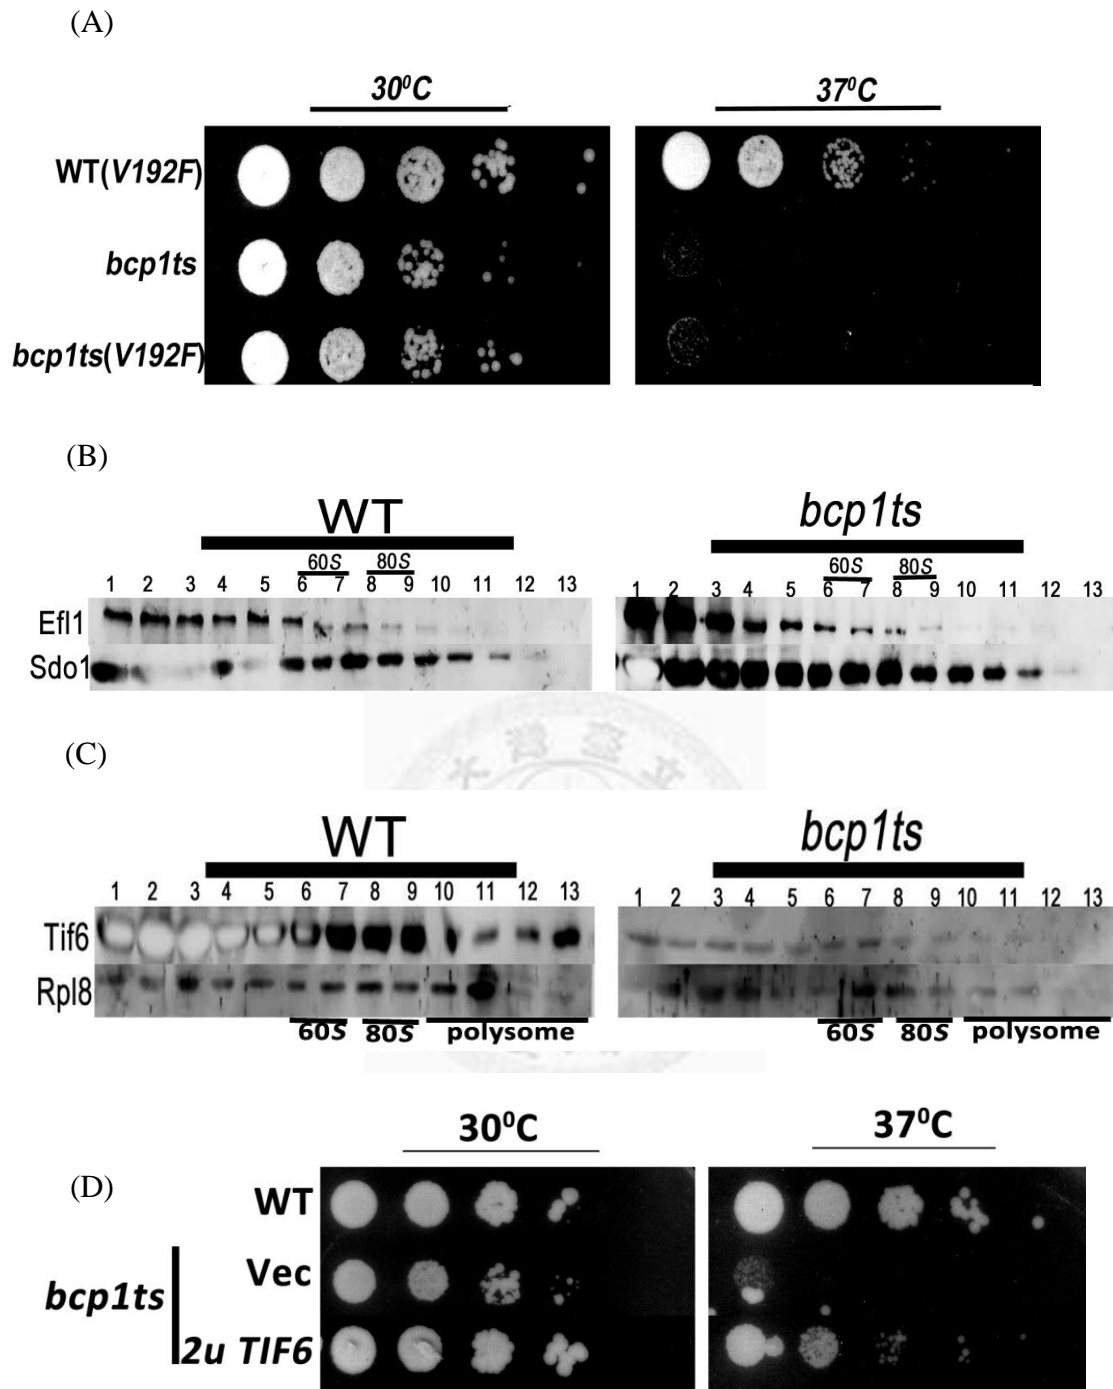 (A)
30⁰C 37⁰C
WT(V192F)
bcp1ts
bcp1ts(V192F)
(B)
WT bcp1ts
60S 80S 60S 80S
1 2 3 4 5 6 7 8 9 10 11 12 13 1 2 3 4 5 6 7 8 9 10 11 12 13
Efl1
Sdo1
(C)
WT bcp1ts
1 2 3 4 5 6 7 8 9 10 11 12 13 1 2 3 4 5 6 7 8 9 10 11 12 13
Tif6
Rpl8
60S 80S polysome 60S 80S polysome
30⁰C 37⁰C
(D)
WT
bcp1ts Vec
2u TIF6